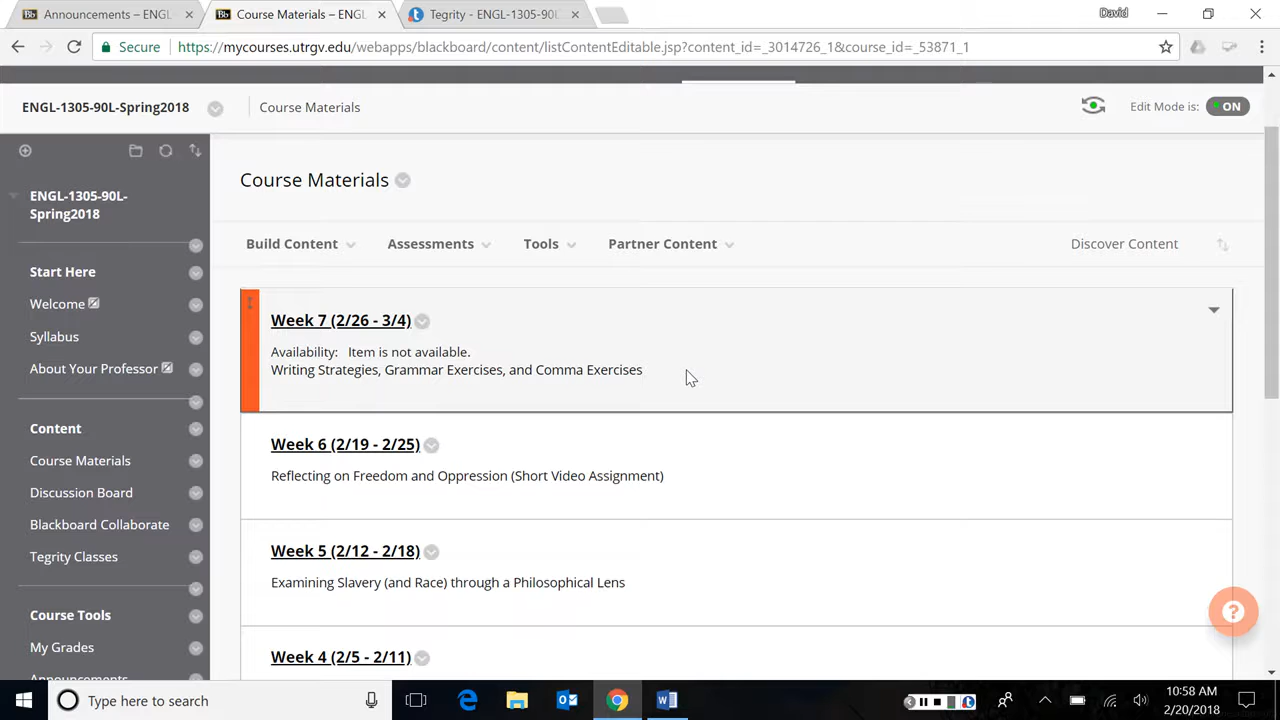 Announcements – ENGL-
Course Materials – ENGL
Tegrity - ENGL-1305-90L
David
Secure
https://mycourses.utrgv.edu/webapps/blackboard/content/listContentEditable.jsp?content_id=_3014726_1&course_id=_53871_1
ENGL-1305-90L-Spring2018
Course Materials
Edit Mode is: ON
ENGL-1305-90L-
Spring2018
Start Here
Welcome
Syllabus
About Your Professor
Content
Course Materials
Discussion Board
Blackboard Collaborate
Tegrity Classes
Course Tools
My Grades
Announcements
Course Materials
Build Content
Assessments
Tools
Partner Content
Discover Content
Week 7 (2/26 - 3/4)
Availability: Item is not available.
Writing Strategies, Grammar Exercises, and Comma Exercises
Week 6 (2/19 - 2/25)
Reflecting on Freedom and Oppression (Short Video Assignment)
Week 5 (2/12 - 2/18)
Examining Slavery (and Race) through a Philosophical Lens
Week 4 (2/5 - 2/11)
?
Type here to search
10:58 AM
2/20/2018